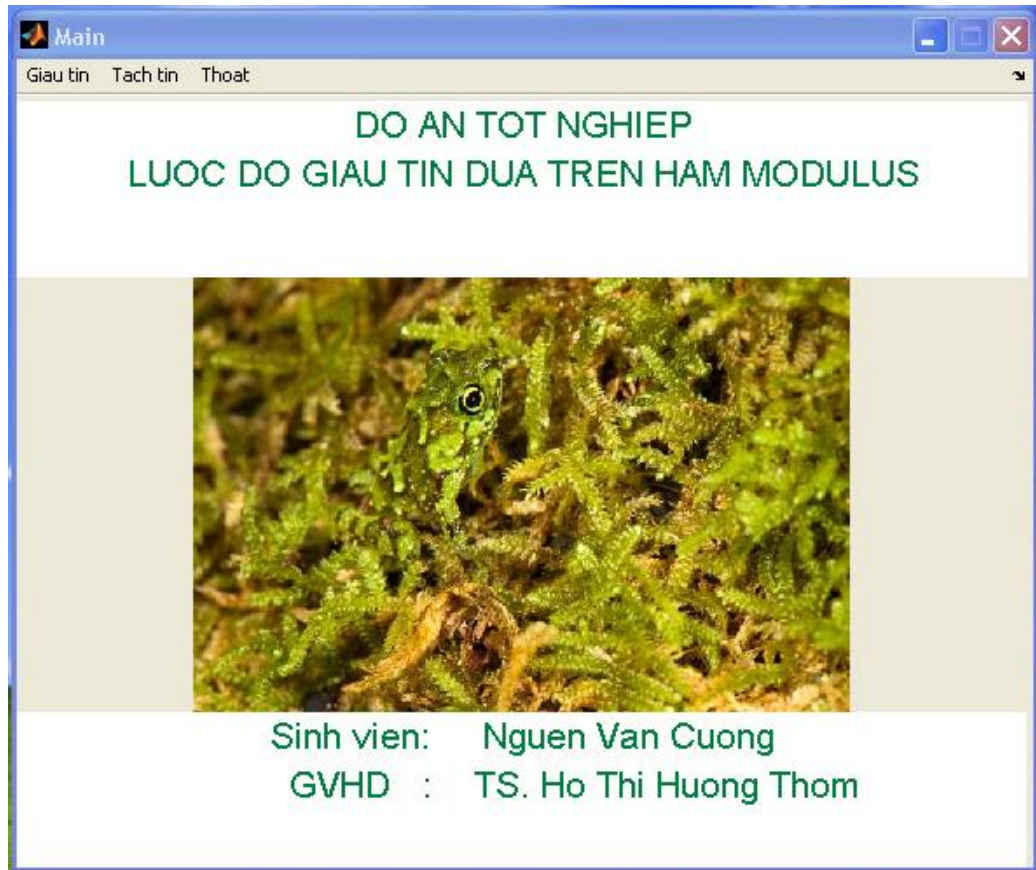 Main
Giau tin Tach tin Thoat
DO AN TOT NGHIEP
LUOC DO GIAU TIN DUA TREN HAM MODULUS
Sinh vien: Nguen Van Cuong
GVHD : TS. Ho Thi Huong Thom